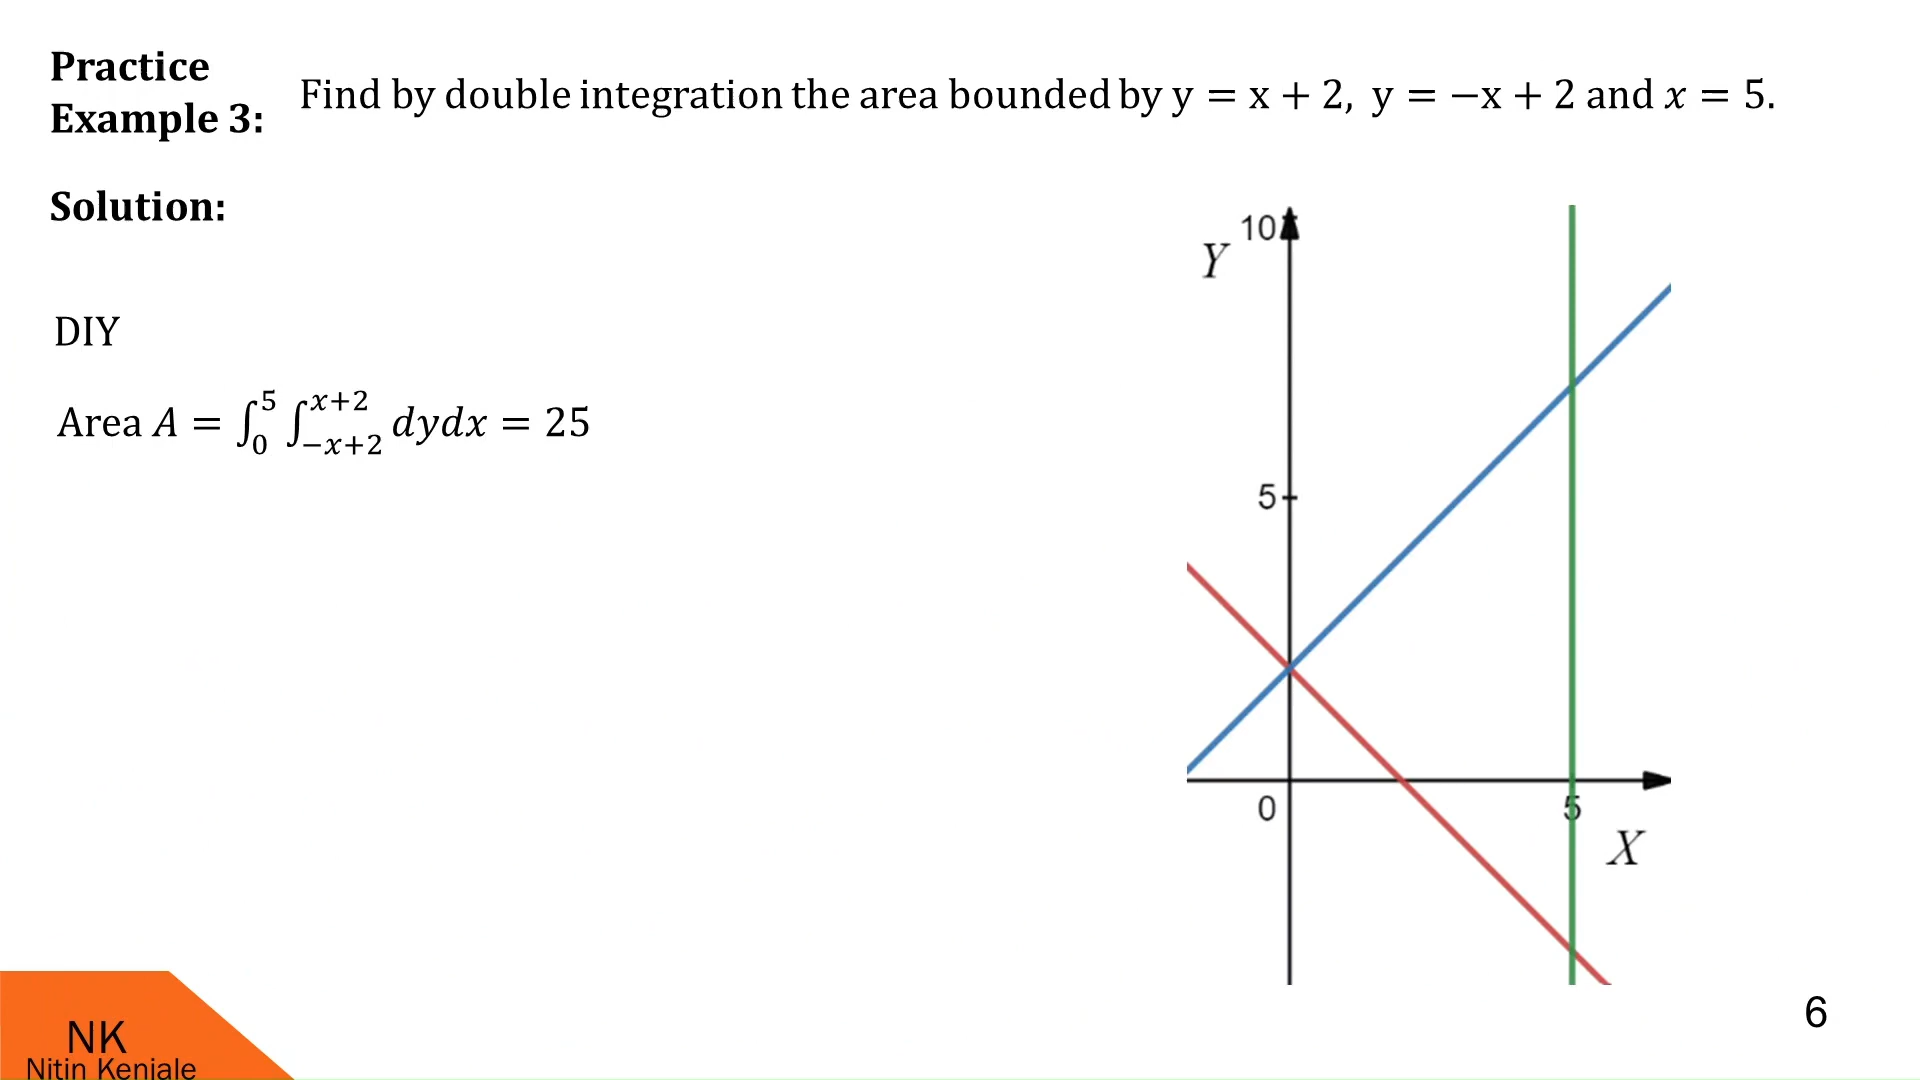 Practice
Example 3:
Find by double integration the area bounded by y = x + 2, y = −x + 2 and x = 5.
Solution:
DIY
Area A = ∫₀⁵ ∫₋ₓ₊₂ˣ⁺² dydx = 25
10
Y
5
0
5
X
NK
Nitin Keniale
6